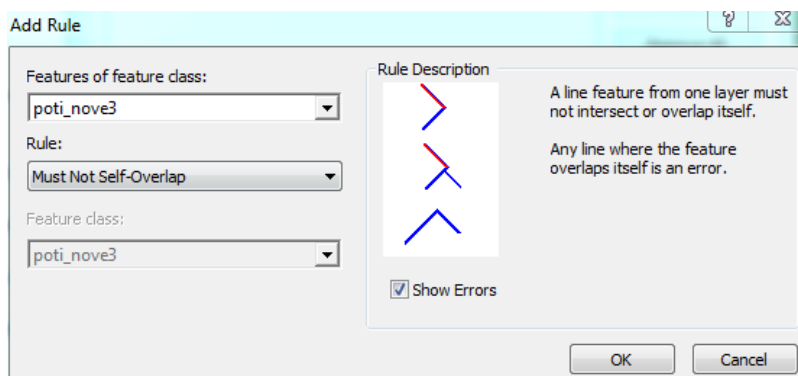 Add Rule
Features of feature class:
poti_nove3
Rule:
Must Not Self-Overlap
Feature class:
poti_nove3
Rule Description
A line feature from one layer must
not intersect or overlap itself.
Any line where the feature
overlaps itself is an error.
Show Errors
OK
Cancel